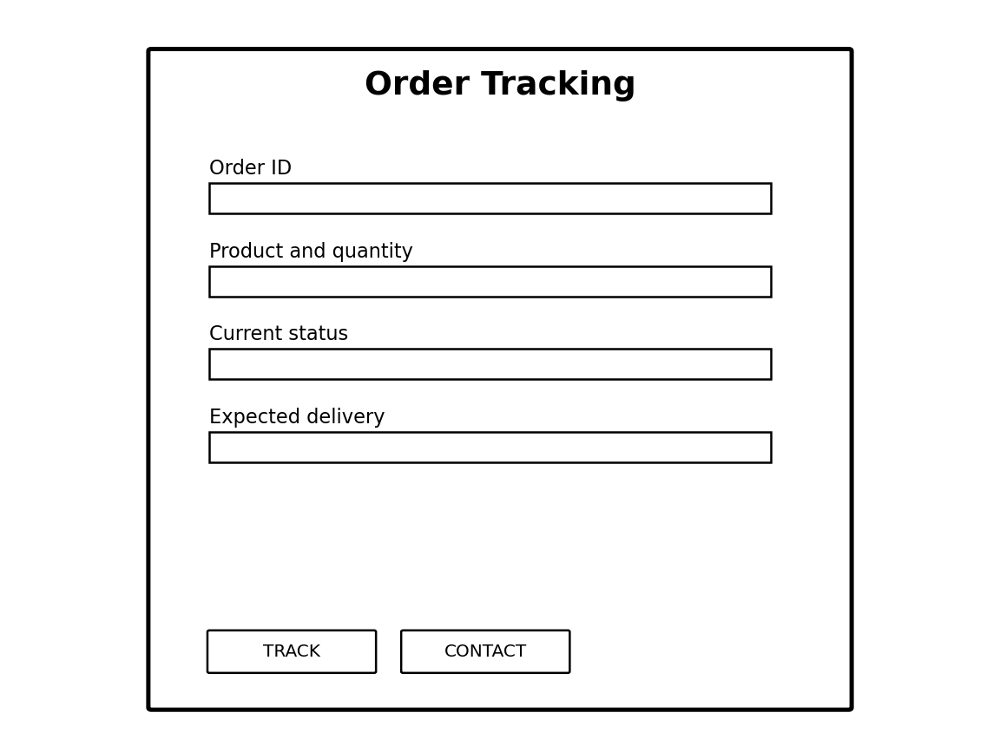 Order Tracking
Order ID
Product and quantity
Current status
Expected delivery
TRACK
CONTACT